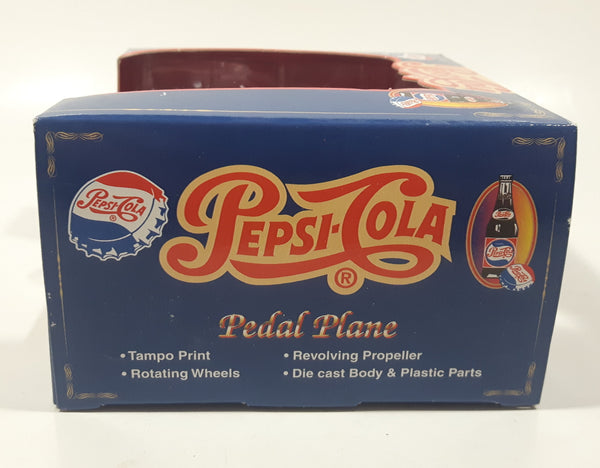 PEPSI-COLA ®
PEPSI-COLA ®
Pedal Plane
• Tampo Print
• Revolving Propeller
• Rotating Wheels
• Die cast Body & Plastic Parts